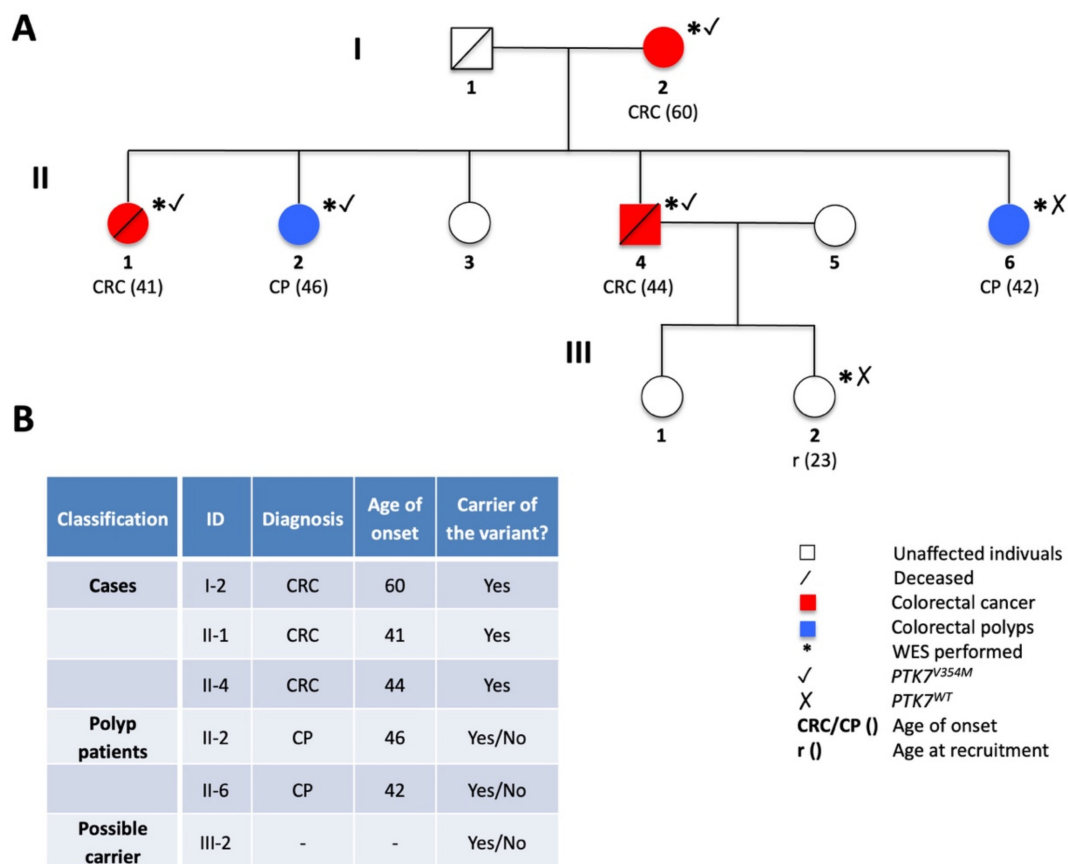 A
I
*✓
1
2
CRC (60)
II
*✓
*✓
*✓
*X
1
2
3
4
5
6
CRC (41)
CP (46)
CRC (44)
CP (42)
III
*X
1
2
r (23)
B
Classification ID Diagnosis Age of onset Carrier of the variant?
Cases I-2 CRC 60 Yes
II-1 CRC 41 Yes
II-4 CRC 44 Yes
Polyp patients II-2 CP 46 Yes/No
II-6 CP 42 Yes/No
Possible carrier III-2 - - Yes/No
Unaffected indivuals
/ Deceased
Colorectal cancer
Colorectal polyps
* WES performed
✓ PTK7V354M
X PTK7WT
CRC/CP () Age of onset
r () Age at recruitment